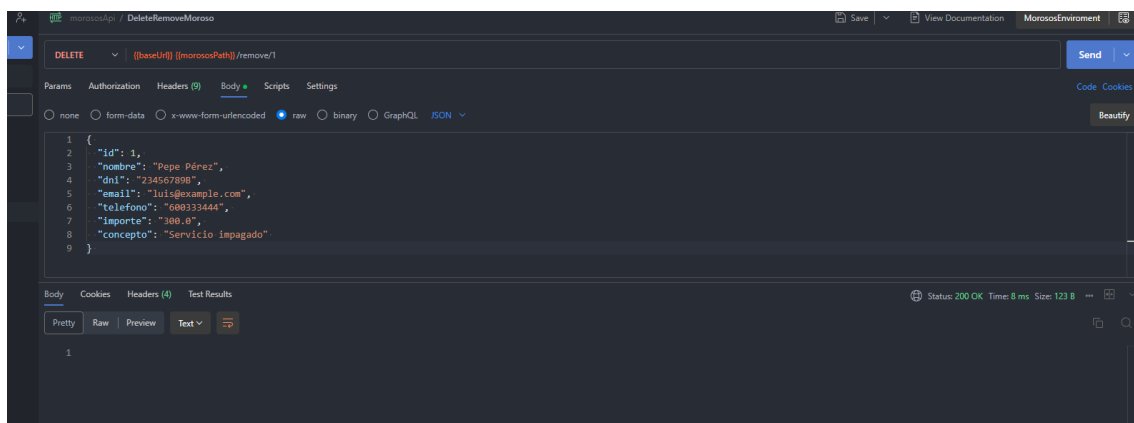 morososApi / DeleteRemoveMoroso Save View Documentation MorososEnviroment
DELETE {{baseUrl}} {{morososPath}}/remove/1 Send
Params Authorization Headers (9) Body Scripts Settings Code Cookies
none form-data x-www-form-urlencoded raw binary GraphQL JSON Beautify
1 {
2 "id": 1,
3 "nombre": "Pepe Pérez",
4 "dni": "23456789B",
5 "email": "luis@example.com",
6 "telefono": "600333444",
7 "importe": "300.0",
8 "concepto": "Servicio impagado"
9 }
Body Cookies Headers (4) Test Results Status: 200 OK Time: 8 ms Size: 123 B
Pretty Raw Preview Text
1